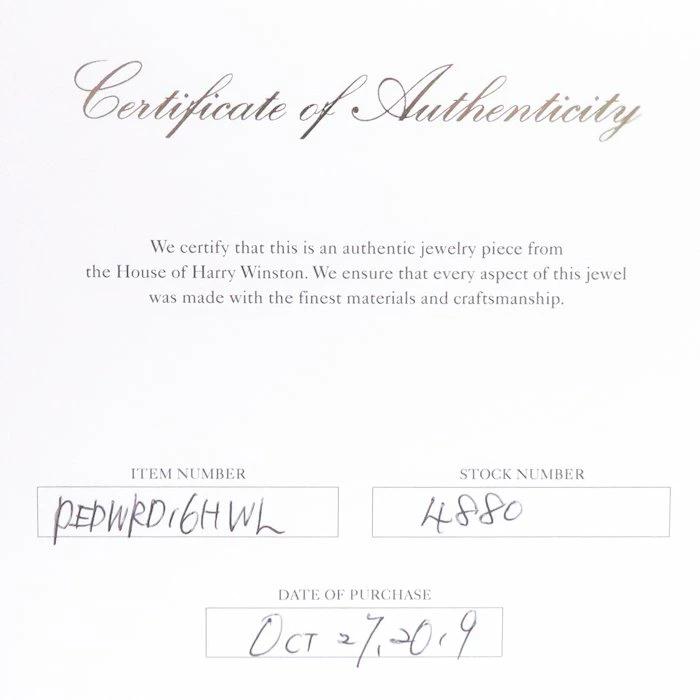 Certificate of Authenticity
We certify that this is an authentic jewelry piece from
the House of Harry Winston. We ensure that every aspect of this jewel
was made with the finest materials and craftsmanship.
ITEM NUMBER
PEDWRD16HWL
STOCK NUMBER
4880
DATE OF PURCHASE
OCT 27, 2019